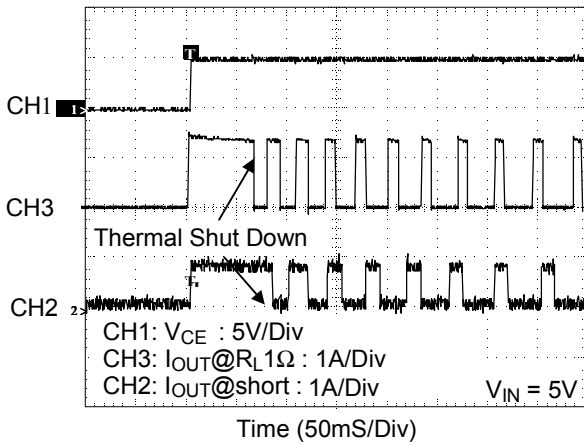 T
CH1 1>
CH3
Thermal Shut Down
T
CH2 2>
CH1: VCE : 5V/Div
CH3: IOUT@RL1Ω : 1A/Div
CH2: IOUT@short : 1A/Div
VIN = 5V
Time (50mS/Div)